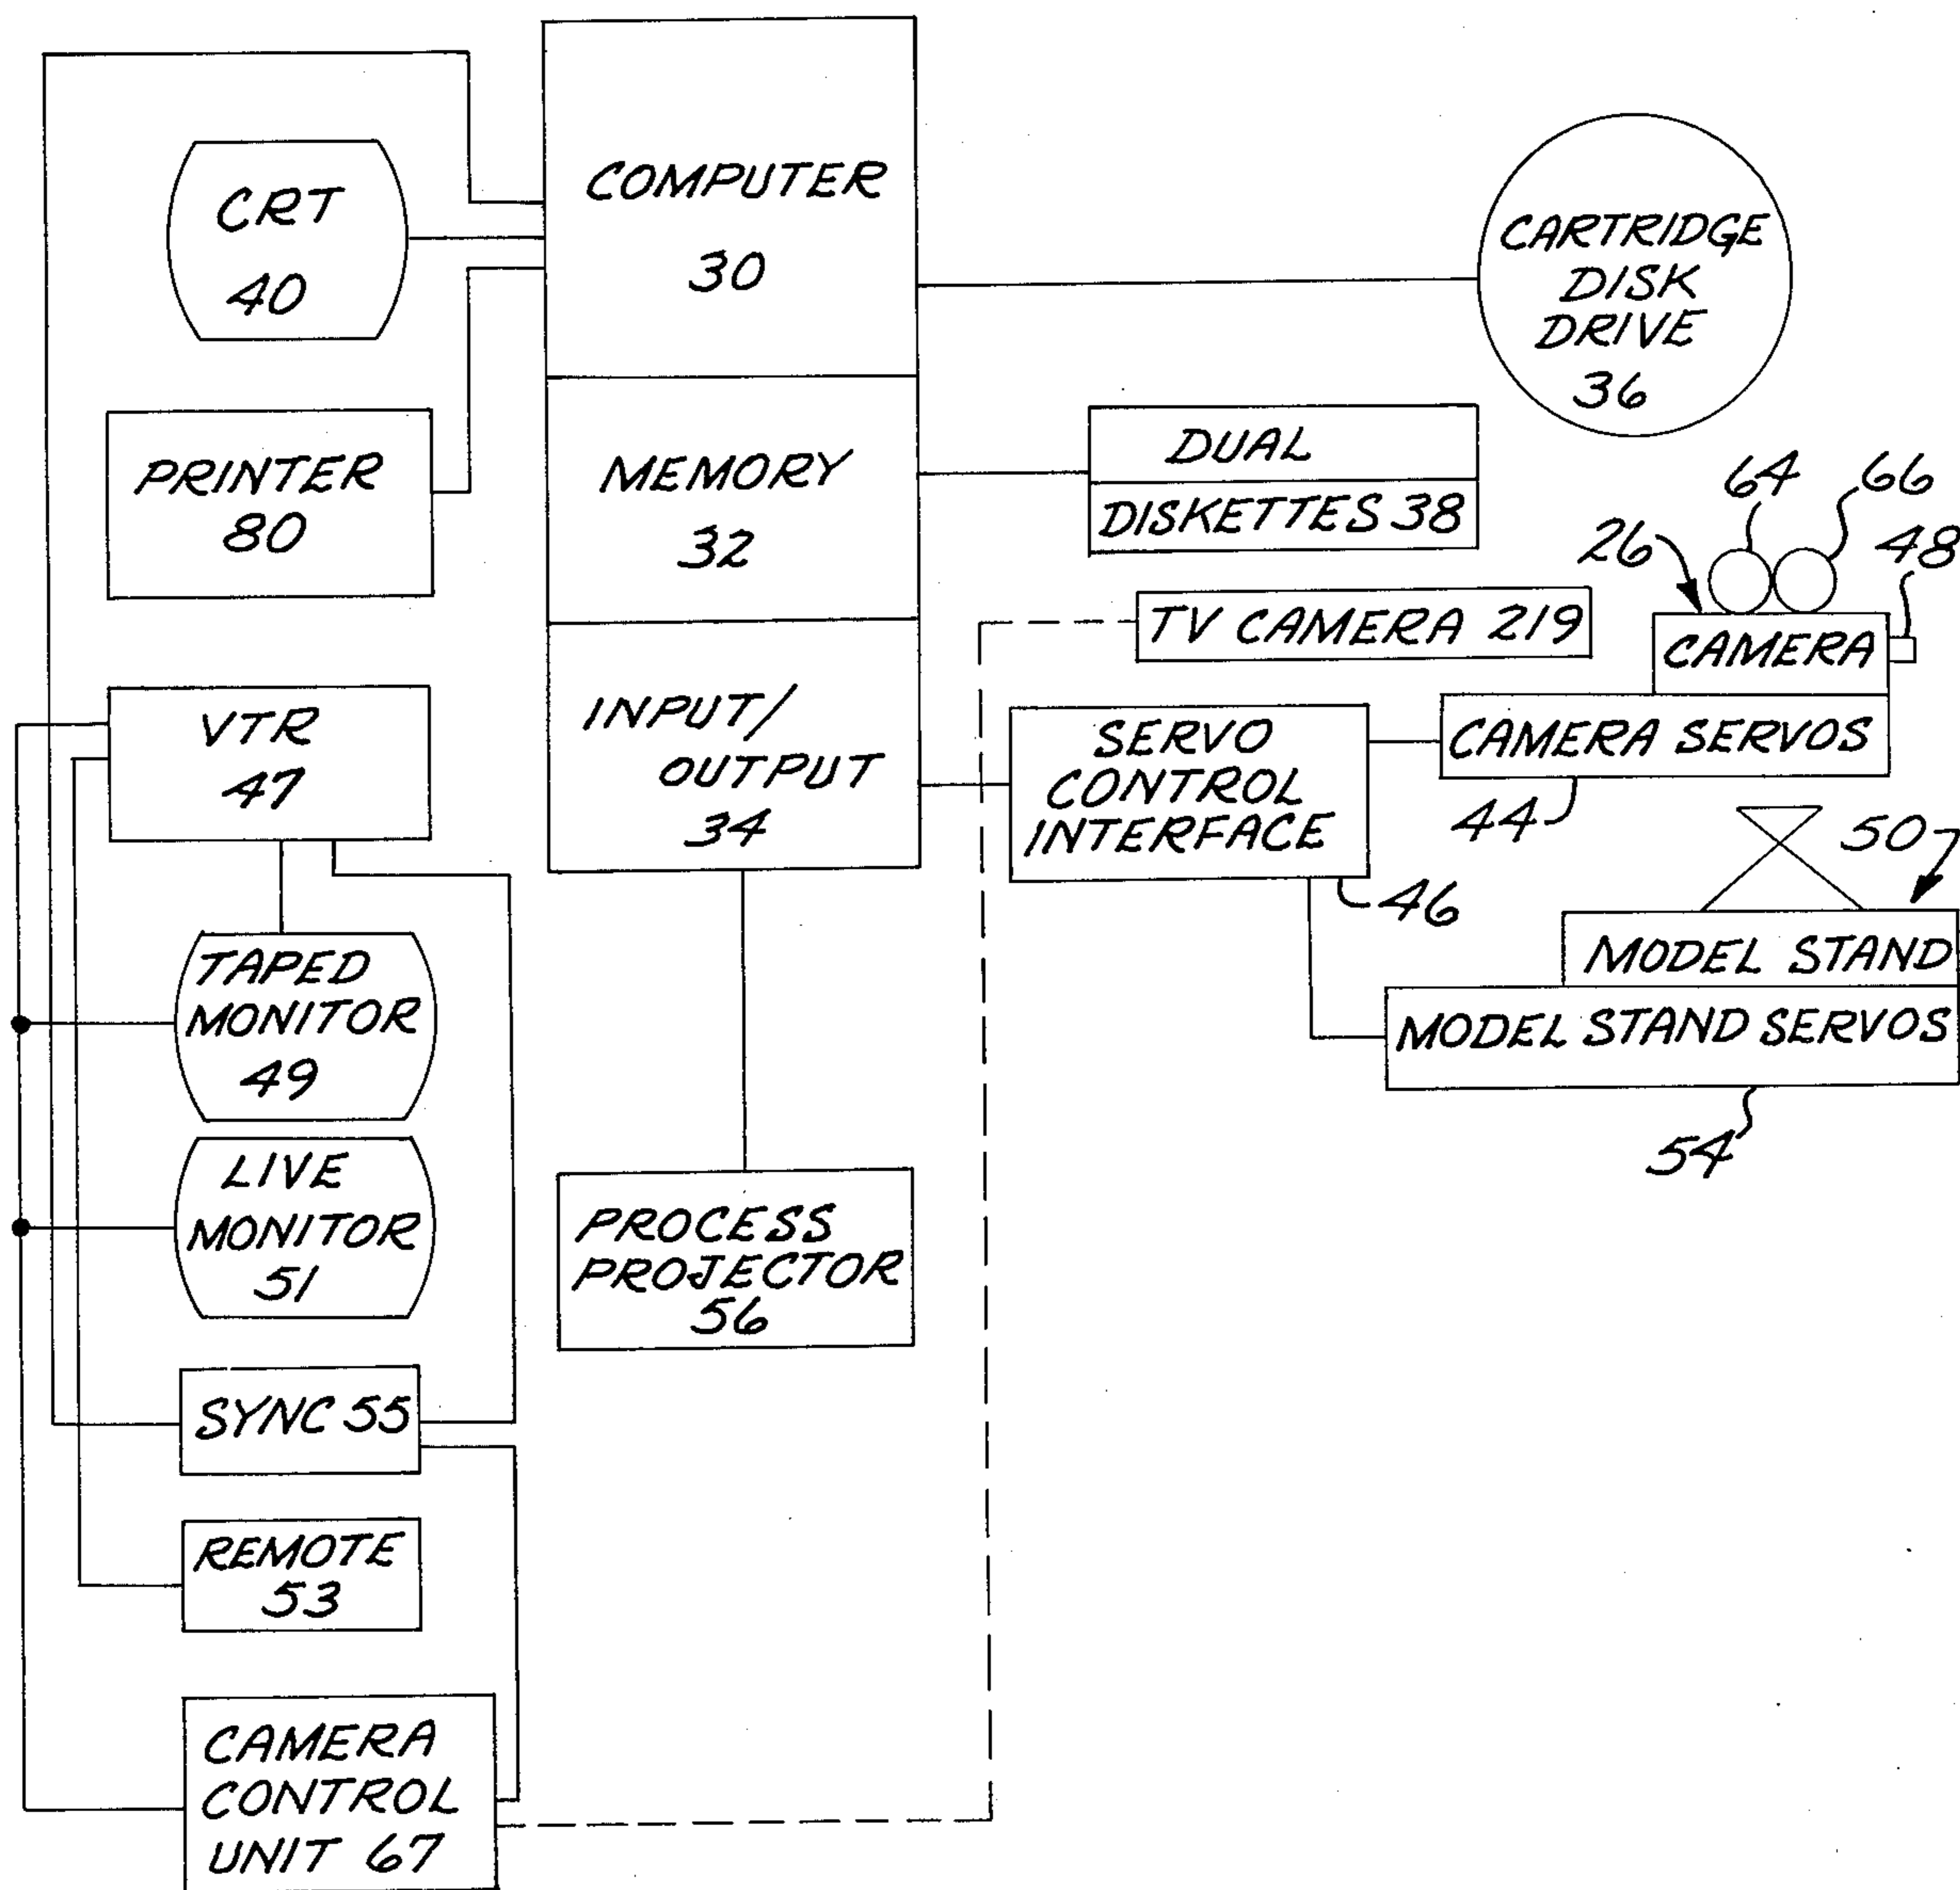 CRT
40
COMPUTER
30
CARTRIDGE
DISK
DRIVE
36
PRINTER
80
MEMORY
32
DUAL
DISKETTES 38
64
66
26
48
TV CAMERA 219
CAMERA
VTR
47
INPUT/
OUTPUT
34
SERVO
CONTROL
INTERFACE
46
CAMERA SERVOS
44
50
MODEL STAND
MODEL STAND SERVOS
54
TAPED
MONITOR
49
LIVE
MONITOR
51
PROCESS
PROJECTOR
56
SYNC 55
REMOTE
53
CAMERA
CONTROL
UNIT 67